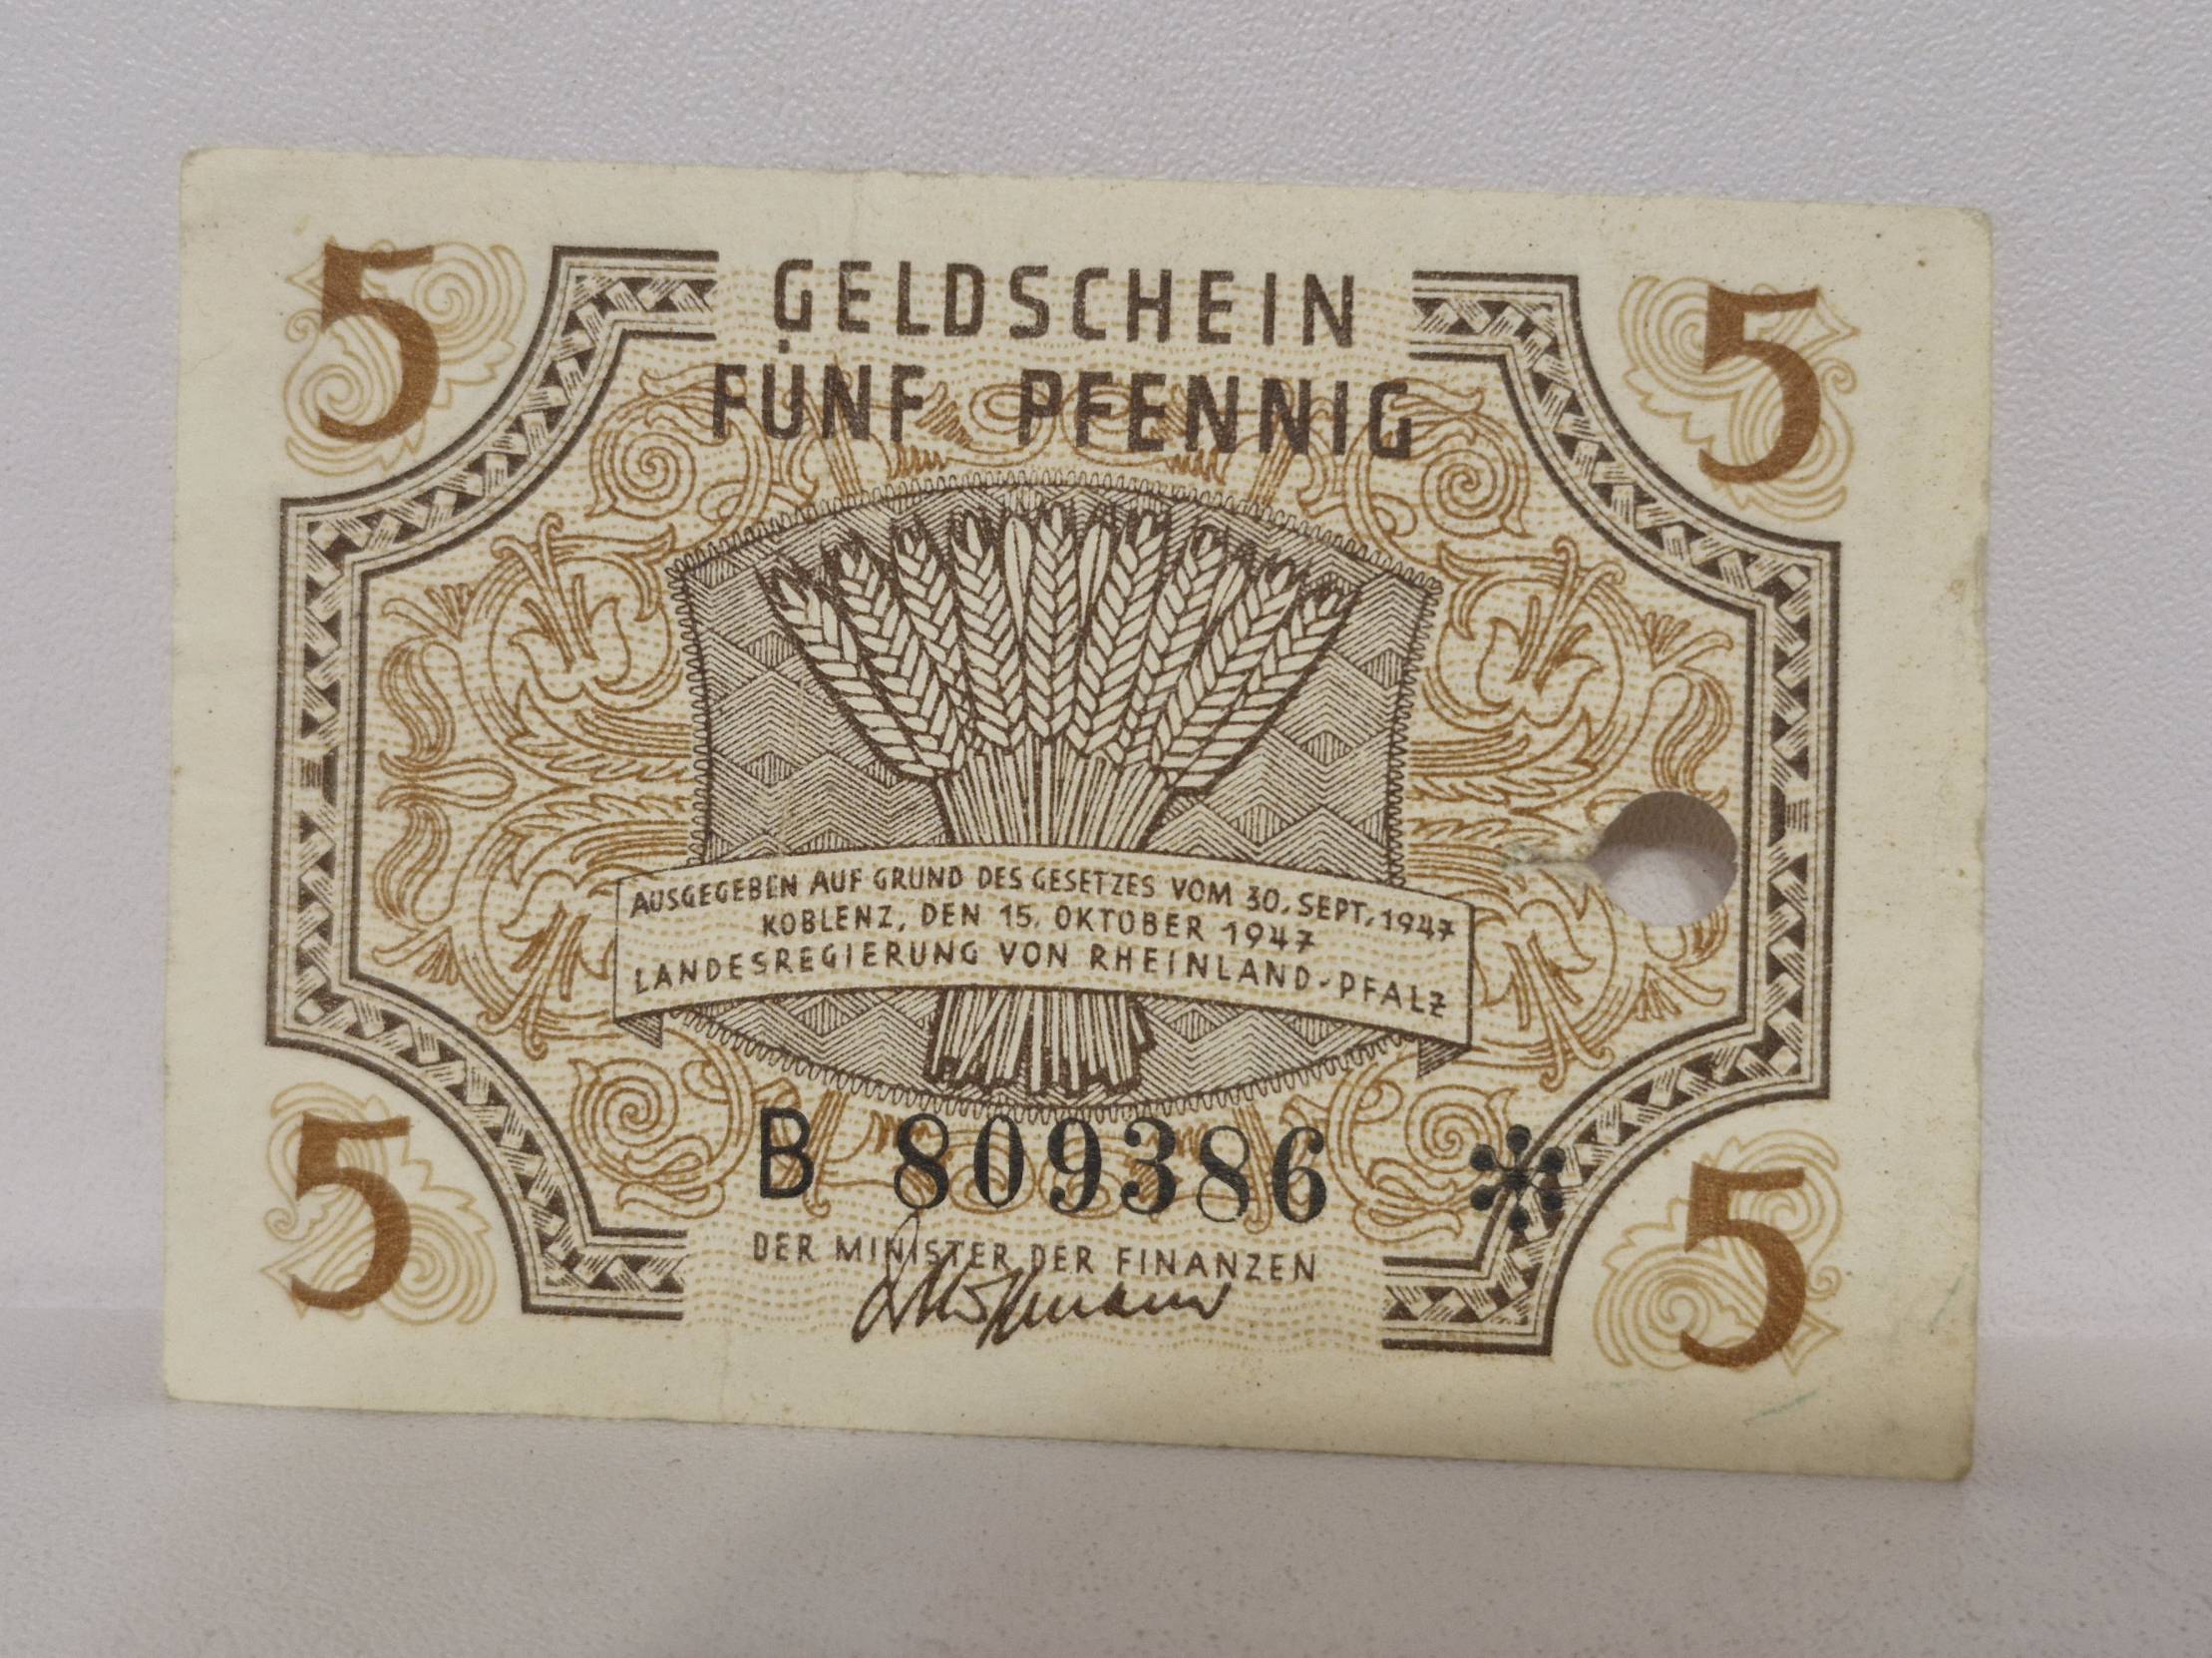 5 5
GELDSCHEIN
FÜNF PFENNIG
AUSGEGEBEN AUF GRUND DES GESETZES VOM 30. SEPT. 1947
KOBLENZ, DEN 15. OKTOBER 1947
LANDESREGIERUNG VON RHEINLAND-PFALZ
B 809386 *
DER MINISTER DER FINANZEN
5 5